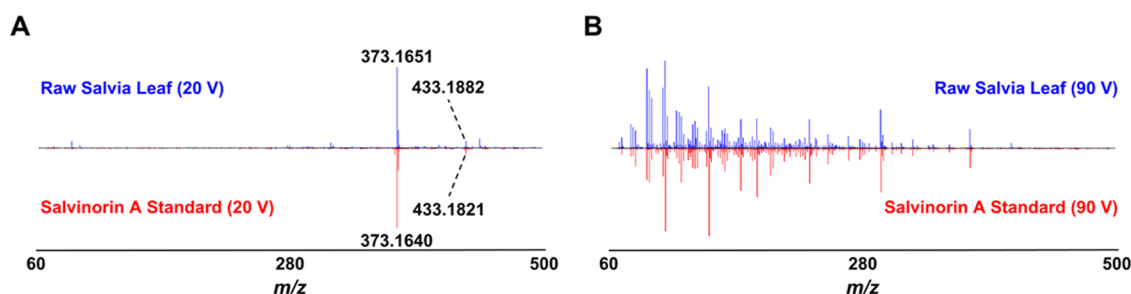 A
B
373.1651
Raw Salvia Leaf (20 V)
433.1882
Raw Salvia Leaf (90 V)
Salvinorin A Standard (20 V)
433.1821
Salvinorin A Standard (90 V)
373.1640
60 280 500
m/z
60 280 500
m/z